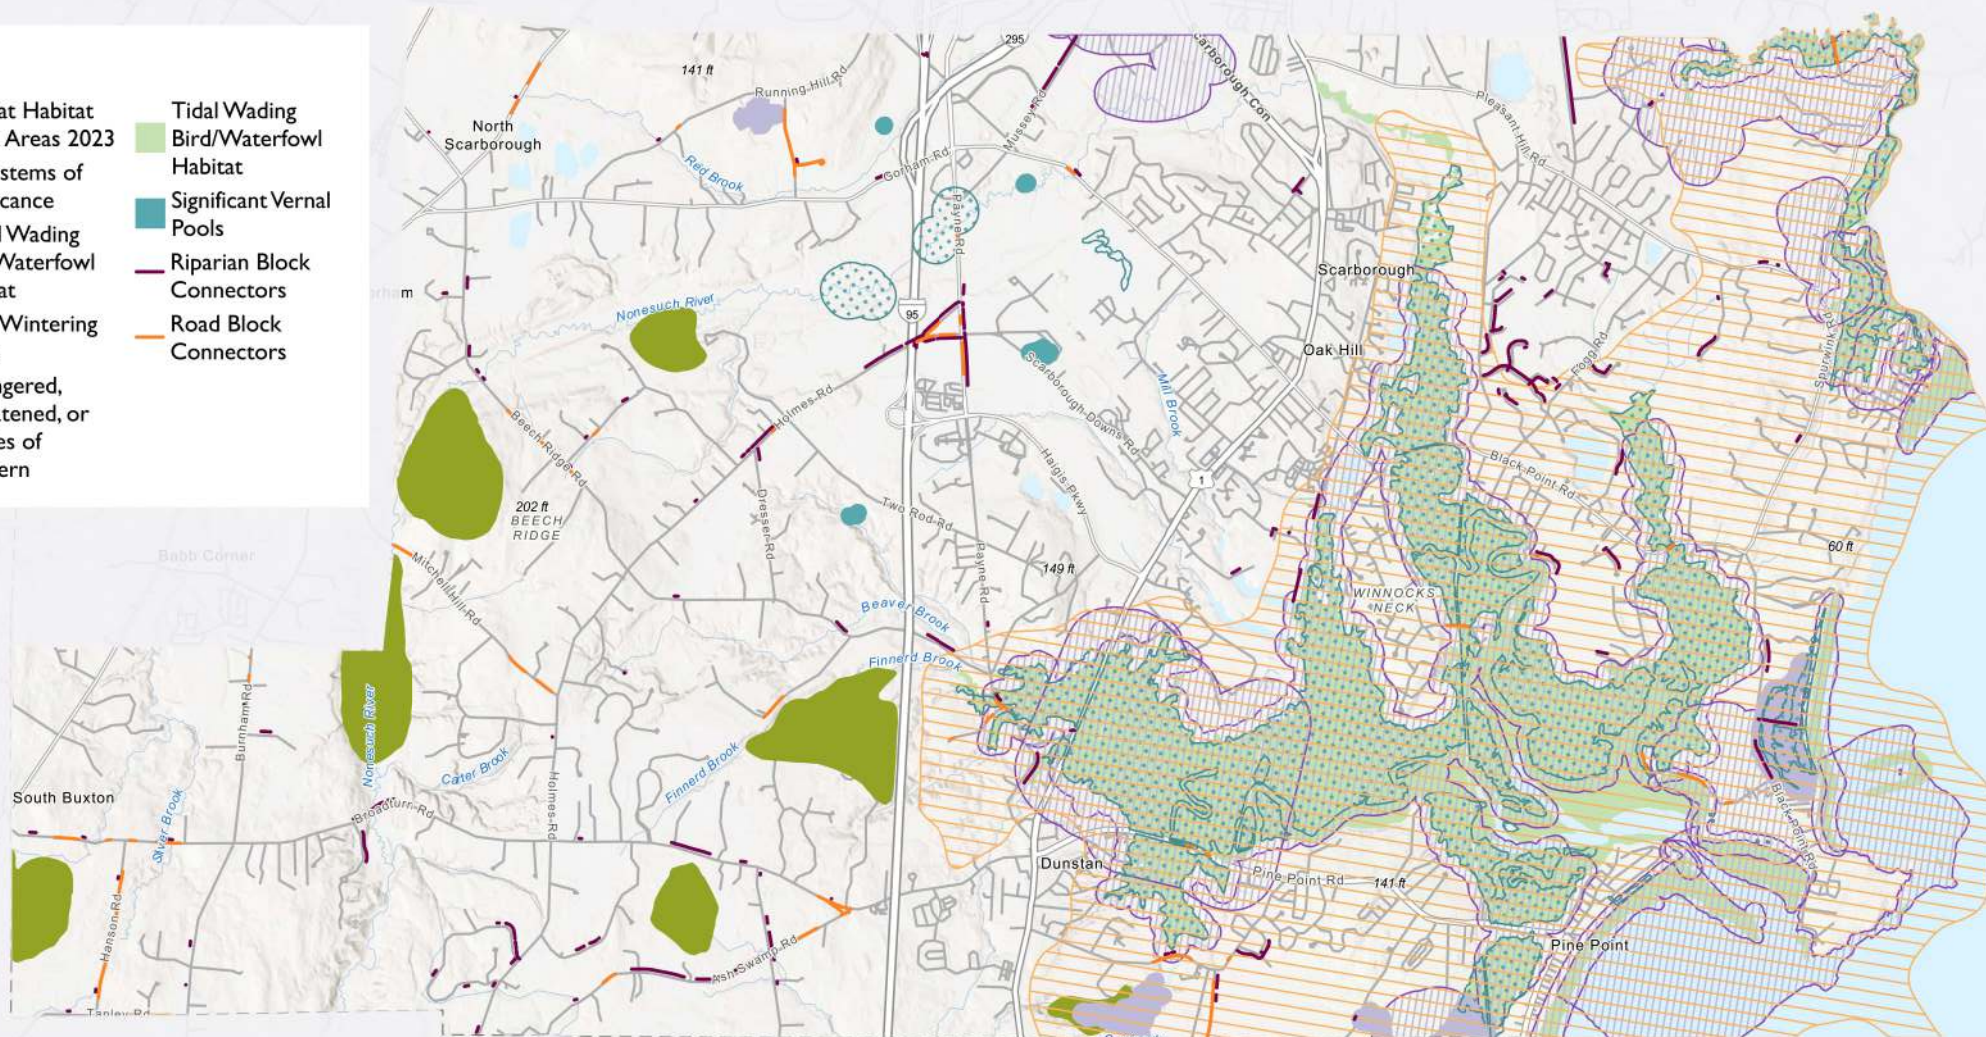 at Habitat
Areas 2023
stems of
cance
l Wading
Waterfowl
at
Wintering
gered,
tened, or
es of
ern
Tidal Wading
Bird/Waterfowl
Habitat
Significant Vernal
Pools
Riparian Block
Connectors
Road Block
Connectors
295
141 ft
Running Hill Rd
North
Scarborough
Red Brook
Gorham Rd
Mussey Rd
carborough Con
Pleasant Hill Rd
Payne Rd
Scarborough
orham
Nonesuch River
95
Oak Hill
Fogg Rd
Spurwink Rd
Scarborough Downs Rd
Mill Brook
Holmes Rd
Beech Ridge Rd
Haigis Pkwy
1
Black Point Rd
202 ft
BEECH
RIDGE
Dresser Rd
Two Rod Rd
Payne Rd
149 ft
60 ft
Babb Corner
Mitchell Hill Rd
Beaver Brook
WINNOCKS
NECK
Finnerd Brook
Burnham Rd
Nonesuch River
Carter Brook
Finnerd Brook
Holmes Rd
South Buxton
Silver Brook
Broadturn Rd
Black Point Rd
Dunstan
Pine Point Rd
141 ft
Hanson Rd
Ash Swamp Rd
Pine Point
Tanley Rd